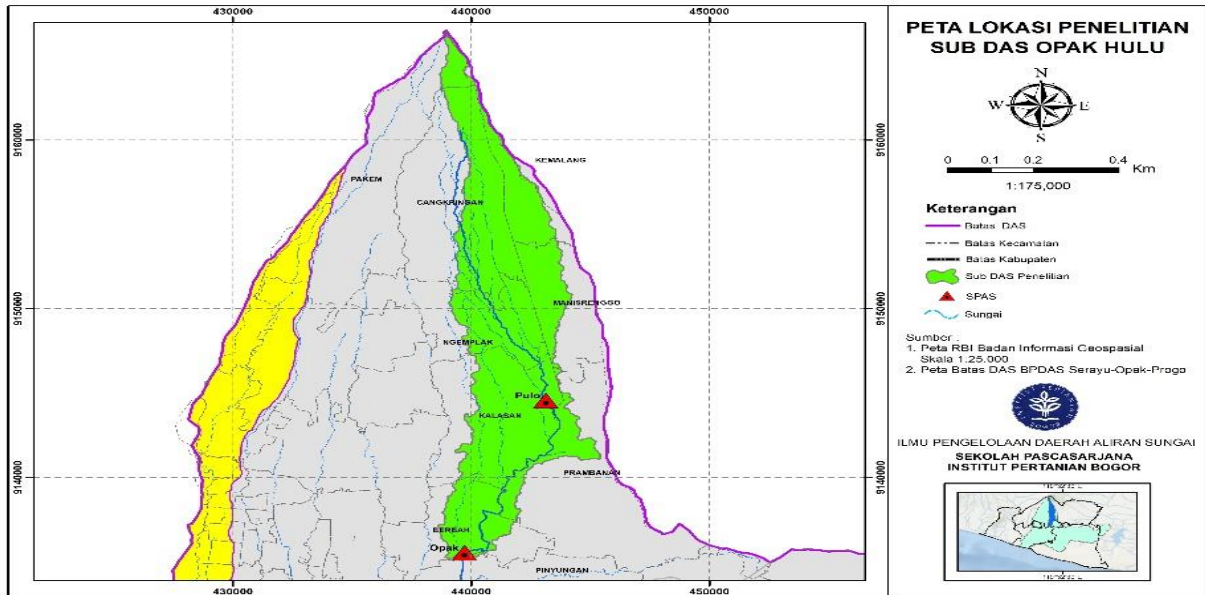 430000 440000 450000
9160000
9150000
9140000
430000 440000 450000
KEMALANG
PAKEM
CANGKRINGAN
MANISRENGGO
NGEMPLAK
Pulo
KALASAN
PRAMBANAN
BERBAH
Opak
PINYUNGAN
PETA LOKASI PENELITIAN
SUB DAS OPAK HULU
N
W E
S
0 0.1 0.2 0.4
Km
1:175,000
Keterangan
Batas DAS
Batas Kecamatan
Batas Kabupaten
Sub DAS Penelilian
SPAS
Sungai
Sumber :
1. Peta RBI Badan Informasi Geospasial
Skala 1:25.000
2. Peta Batas DAS BPDAS Serayu-Opak-Progo
ILMU PENGELOLAAN DAERAH ALIRAN SUNGAI
SEKOLAH PASCASARJANA
INSTITUT PERTANIAN BOGOR